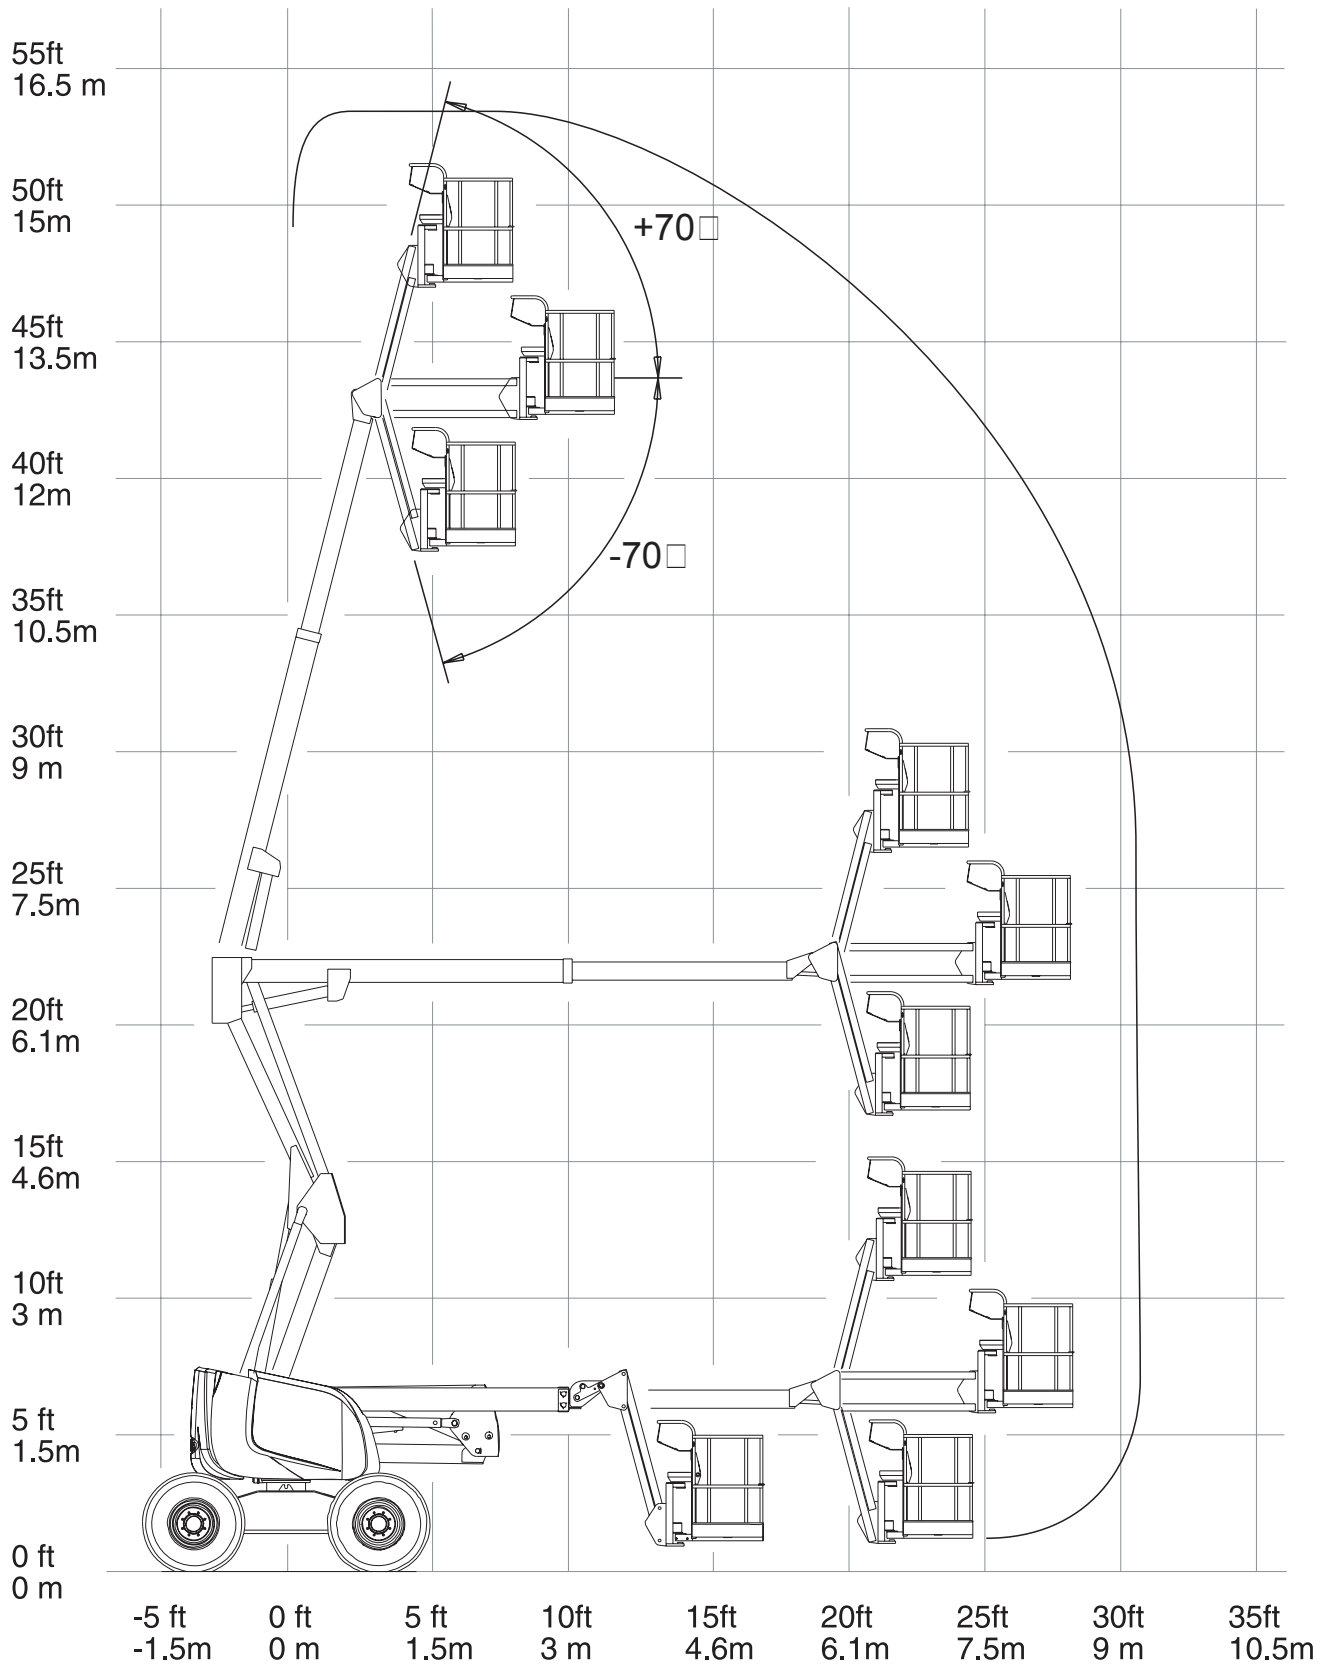 55ft
16.5 m
50ft
15m
+70□
45ft
13.5m
40ft
12m
-70□
35ft
10.5m
30ft
9 m
25ft
7.5m
20ft
6.1m
15ft
4.6m
10ft
3 m
5 ft
1.5m
0 ft
0 m
-5 ft 0 ft 5 ft 10ft 15ft 20ft 25ft 30ft 35ft
-1.5m 0 m 1.5m 3 m 4.6m 6.1m 7.5m 9 m 10.5m